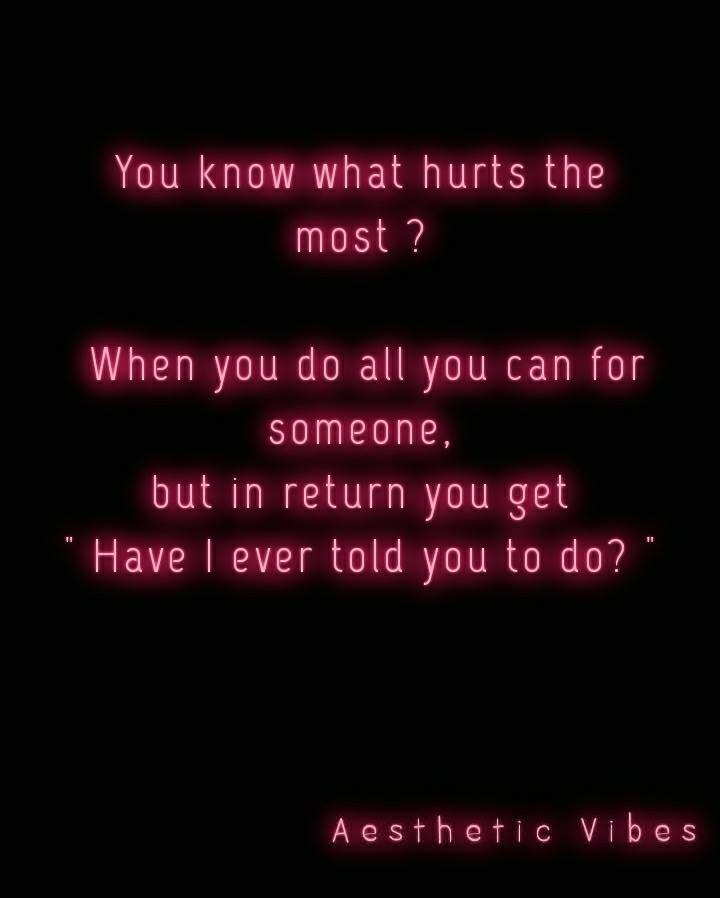 You know what hurts the
most ?
When you do all you can for
someone,
but in return you get
" Have I ever told you to do? "
Aesthetic Vibes